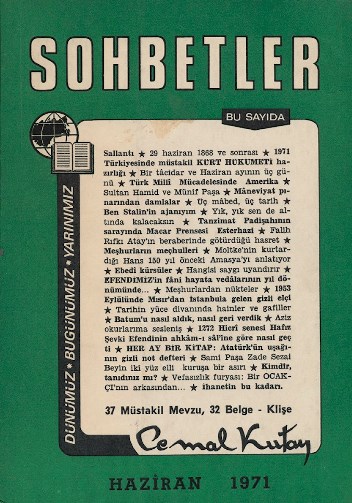 SOHBETLER
BU SAYIDA
DÜNÜMÜZ • BUGÜNÜMÜZ • YARINIMIZ
Sallantı ★ 29 haziran 1868 ve sonrası ★ 1971
Türkiyesinde müstakil KÜRT HÜKUMETİ ha-
zırlığı ★ Bir tâcidar ve Haziran ayının üç gü-
nü ★ Türk Millî Mücadelesinde Amerika ★
Sultan Hamid ve Münif Paşa ★ Mâneviyat pı-
narından damlalar ★ Üç mâbed, üç tarih ★
Ben Stalin'in ajanıyım ★ Yık, yık sen de al-
tında kalacaksın ★ Tanzimat Padişahının
sarayında Macar Prensesi Esterhazi ★ Falih
Rıfkı Atay'ın beraberinde götürdüğü hasret ★
Meşhurların meçhulleri ★ Moltke'nin kurlar-
dığı Hans 150 yıl önceki Amasya'yı anlatıyor
★ Ebedî kürsüler ★ Hangisi saygı uyandırır ★
EFENDİMİZ'in fâni hayata vedâlarının yıl dö-
nümünde... ★ Meşhurlardan nükteler ★ 1953
Eylûlünde Mısır'dan İstanbula gelen gizli elçi
★ Tarihin yüce divanında hainler ve gafiller
★ Batum'u nasıl aldık, nasıl geri verdik ★ Aziz
okurlarıma sesleniş ★ 1272 Hicrî senesi Hafız
Şevki Efendinin ahkâm-ı sâl'ine göre nasıl geç
ti ★ HER AY BİR KİTAP: Atatürk'ün uşağı-
nın gizli not defteri ★ Sami Paşa Zade Sezai
Beyin iki yüz elli kuruşa bir asırı ★ Kimdir,
tanıdınız mı? ★ Vefasızlık furyası: Bir OCAK-
ÇI'nın arkasından... ★ ihanetin bu kadarı.
37 Müstakil Mevzu, 32 Belge - Klişe
Cemal Kutay
HAZİRAN 1971